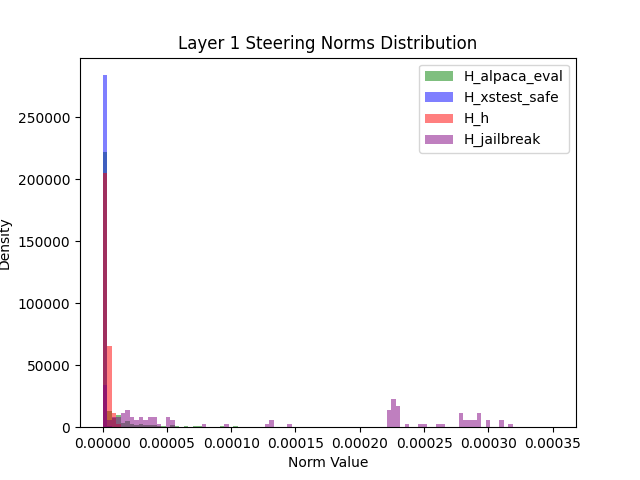 Layer 1 Steering Norms Distribution
H_alpaca_eval
H_xstest_safe
H_h
H_jailbreak
250000
200000
150000
100000
50000
0
Density
0.00000 0.00005 0.00010 0.00015 0.00020 0.00025 0.00030 0.00035
Norm Value